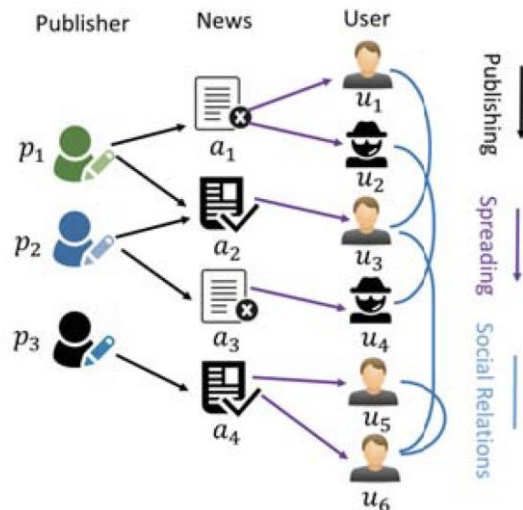 Publisher News User
u₁
p₁ a₁
u₂
p₂ a₂ u₃
a₃ u₄
p₃
u₅
a₄
u₆
Publishing
Spreading
Social Relations